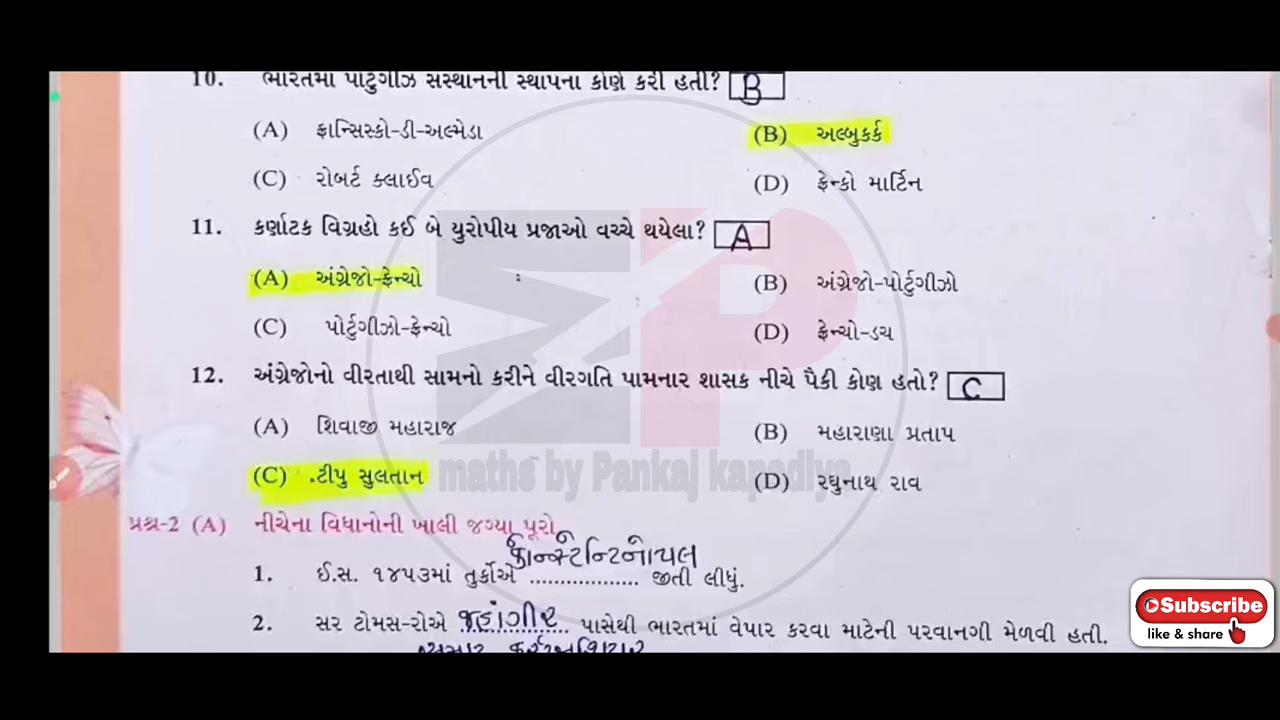 10. ભારતમાં પોર્ટુગીઝ સંસ્થાનની સ્થાપના કોણે કરી હતી? B
(A) ફ્રાન્સિસ્કો-ડી-અલ્મેડા (B) અલ્બુકર્ક
(C) રોબર્ટ ક્લાઈવ (D) ફ્રેન્કો માર્ટિન
11. કર્ણાટક વિગ્રહો કઈ બે યુરોપીય પ્રજાઓ વચ્ચે થયેલા? A
(A) અંગ્રેજો-ફ્રેન્ચો (B) અંગ્રેજો-પોર્ટુગીઝો
(C) પોર્ટુગીઝો-ફ્રેન્ચો (D) ફ્રેન્ચો-ડચ
12. અંગ્રેજોનો વીરતાથી સામનો કરીને વીરગતિ પામનાર શાસક નીચે પૈકી કોણ હતો? C
(A) શિવાજી મહારાજ (B) મહારાણા પ્રતાપ
(C) ટીપુ સુલતાન (D) રઘુનાથ રાવ
maths by Pankaj kapadiya
પ્રશ્ન-2 (A) નીચેના વિધાનોની ખાલી જગ્યા પૂરો.
કોન્સ્ટેન્ટિનોપલ
1. ઈ.સ. ૧૪૫૩માં તુર્કોએ .................. જીતી લીધું.
2. સર ટોમસ-રોએ જહાંગીર પાસેથી ભારતમાં વેપાર કરવા માટેની પરવાનગી મેળવી હતી.
Subscribe
like & share